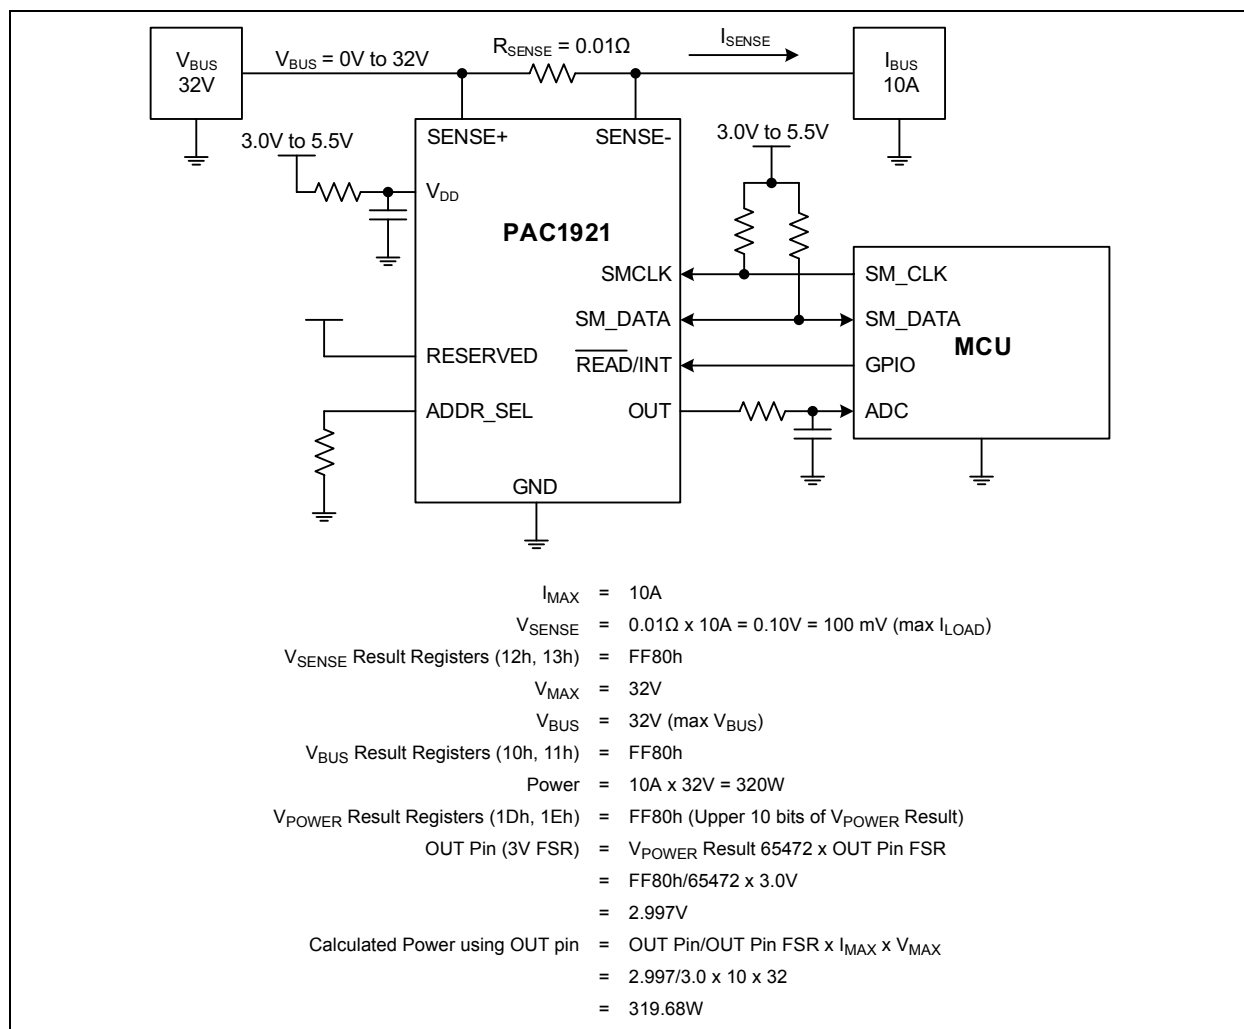 V_BUS
32V
V_BUS = 0V to 32V
R_SENSE = 0.01Ω
I_SENSE
I_BUS
10A
3.0V to 5.5V
SENSE+
SENSE-
3.0V to 5.5V
V_DD
PAC1921
SMCLK
SM_CLK
SM_DATA
SM_DATA
MCU
RESERVED
READ/INT
GPIO
ADDR_SEL
OUT
ADC
GND
I_MAX = 10A
V_SENSE = 0.01Ω x 10A = 0.10V = 100 mV (max I_LOAD)
V_SENSE Result Registers (12h, 13h) = FF80h
V_MAX = 32V
V_BUS = 32V (max V_BUS)
V_BUS Result Registers (10h, 11h) = FF80h
Power = 10A x 32V = 320W
V_POWER Result Registers (1Dh, 1Eh) = FF80h (Upper 10 bits of V_POWER Result)
OUT Pin (3V FSR) = V_POWER Result 65472 x OUT Pin FSR
= FF80h/65472 x 3.0V
= 2.997V
Calculated Power using OUT pin = OUT Pin/OUT Pin FSR x I_MAX x V_MAX
= 2.997/3.0 x 10 x 32
= 319.68W